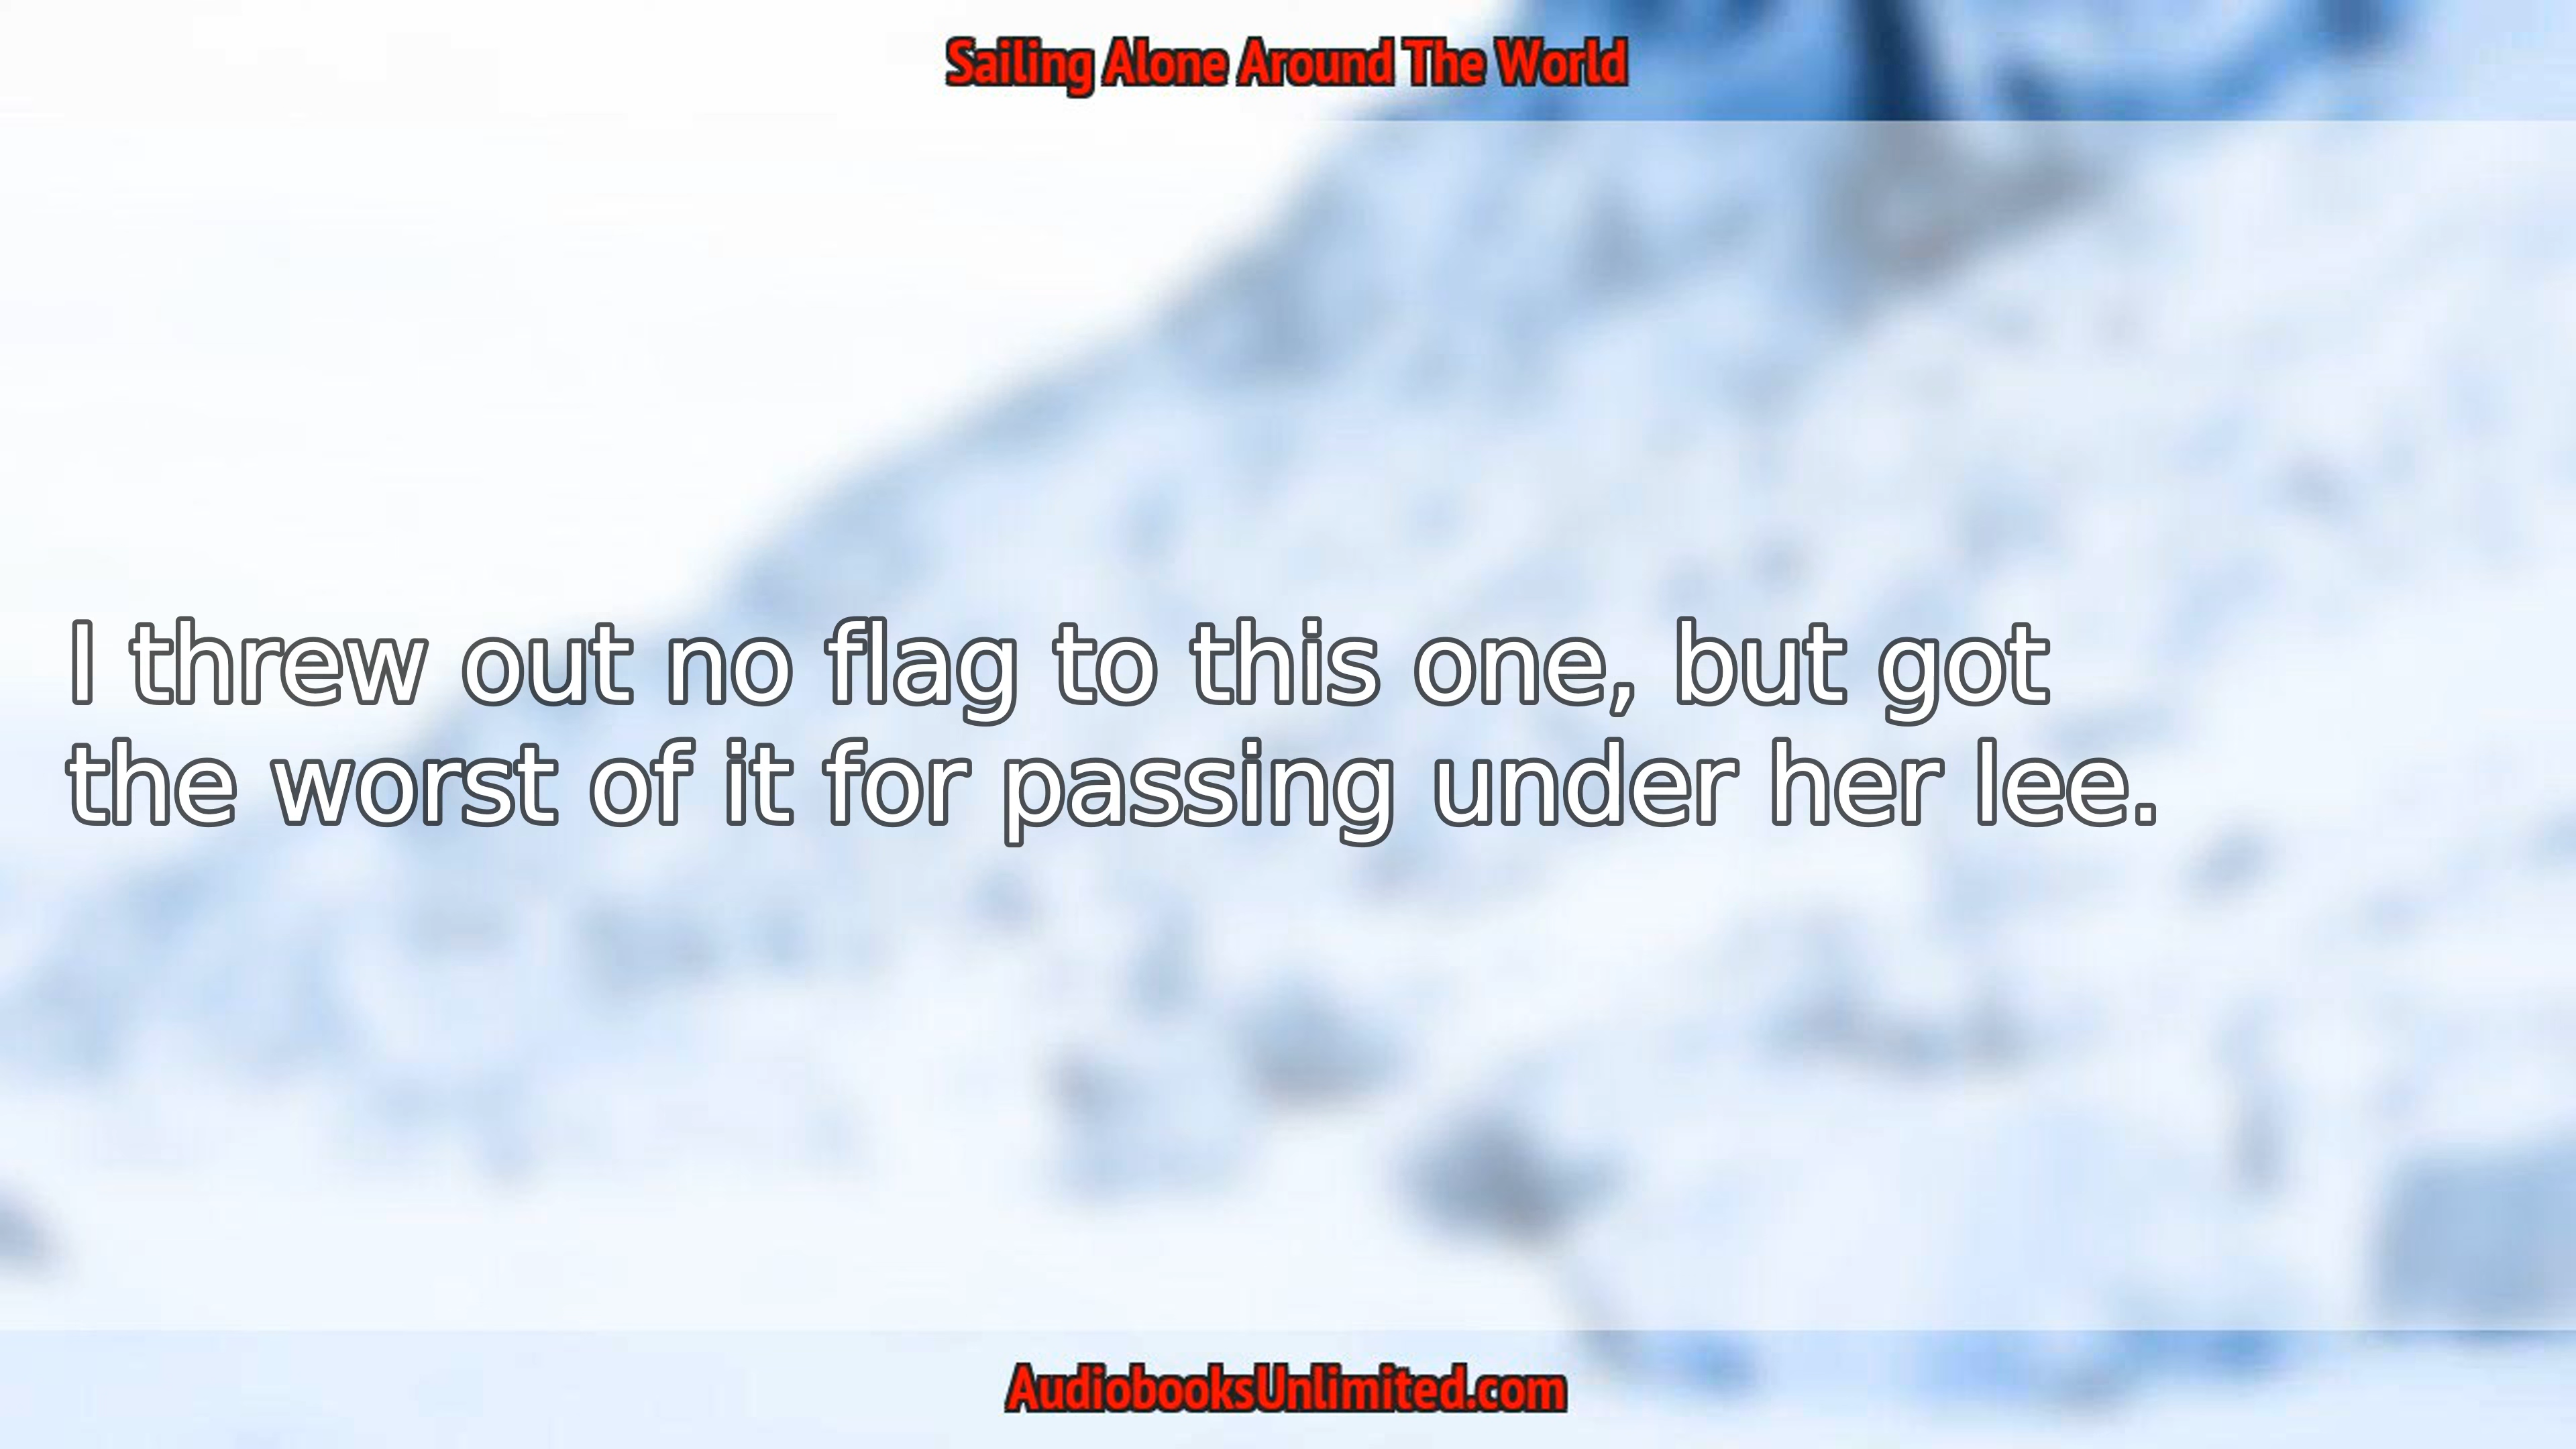 Sailing Alone Around The World
I threw out no flag to this one, but got
the worst of it for passing under her lee.
AudiobooksUnlimited.com